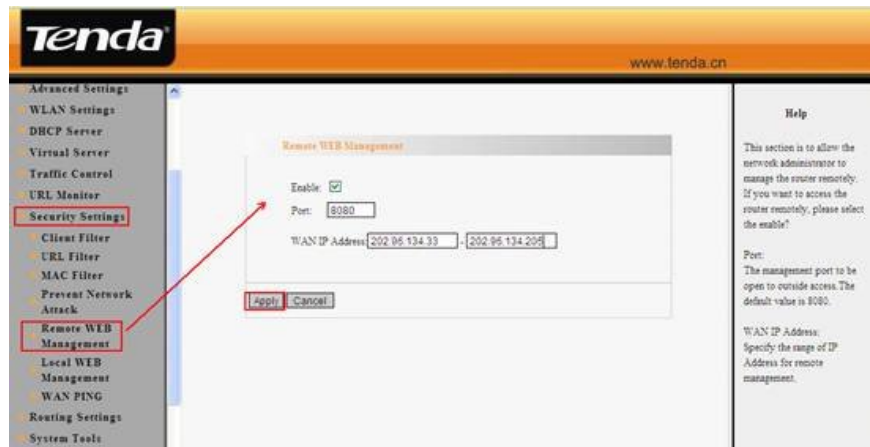 Tenda
www.tenda.cn
Advanced Settings
WLAN Settings
DHCP Server
Virtual Server
Traffic Control
URL Monitor
Security Settings
Client Filter
URL Filter
MAC Filter
Prevent Network
Attack
Remote WEB
Management
Local WEB
Management
WAN PING
Routing Settings
System Tools
Remote WEB Management
Enable:
Port: 8080
WAN IP Address: 202.96.134.33 - 202.96.134.205
Apply Cancel
Help
This section is to allow the
network administrator to
manage the router remotely.
If you want to access the
router remotely, please select
the enable?
Port:
The management port to be
open to outside access. The
default value is 8080.
WAN IP Address:
Specify the range of IP
Address for remote
management.